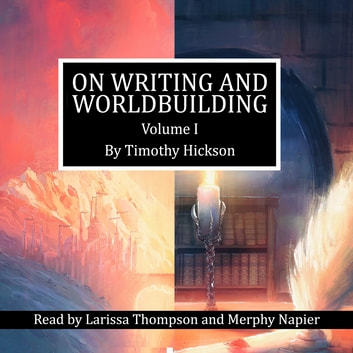 ON WRITING AND
WORLDBUILDING
Volume I
By Timothy Hickson
Read by Larissa Thompson and Merphy Napier